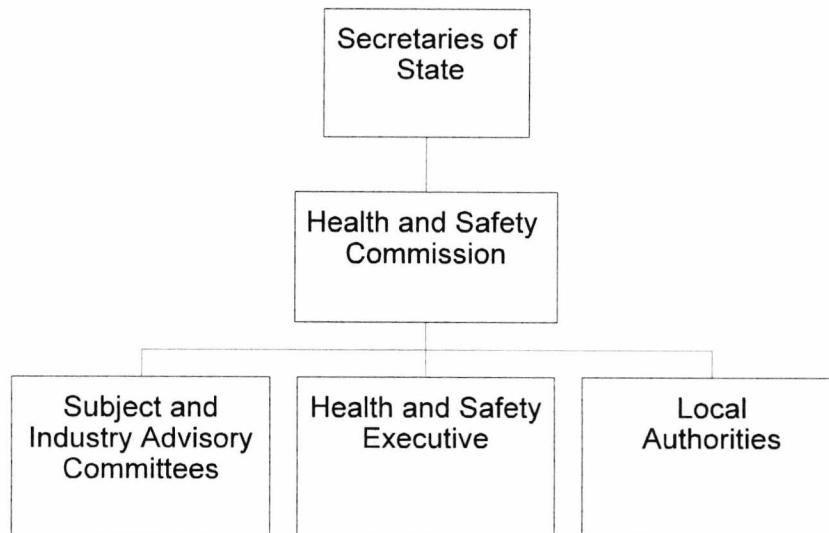 Secretaries of
State
Health and Safety
Commission
Subject and
Industry Advisory
Committees
Health and Safety
Executive
Local
Authorities